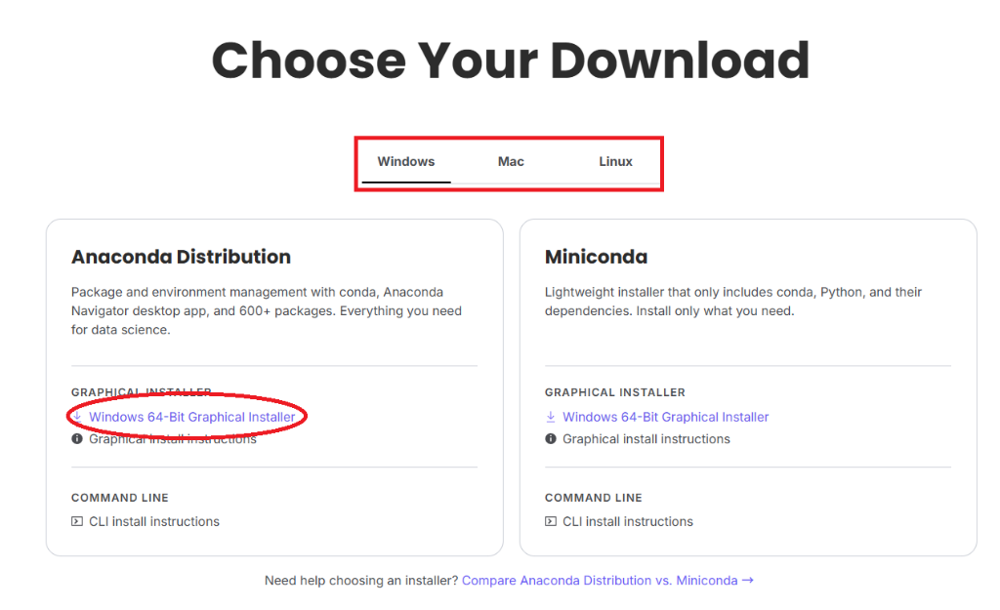 Choose Your Download
Windows Mac Linux
Anaconda Distribution
Package and environment management with conda, Anaconda
Navigator desktop app, and 600+ packages. Everything you need
for data science.
GRAPHICAL INSTALLER
Windows 64-Bit Graphical Installer
Graphical install instructions
COMMAND LINE
CLI install instructions
Miniconda
Lightweight installer that only includes conda, Python, and their
dependencies. Install only what you need.
GRAPHICAL INSTALLER
Windows 64-Bit Graphical Installer
Graphical install instructions
COMMAND LINE
CLI install instructions
Need help choosing an installer? Compare Anaconda Distribution vs. Miniconda →